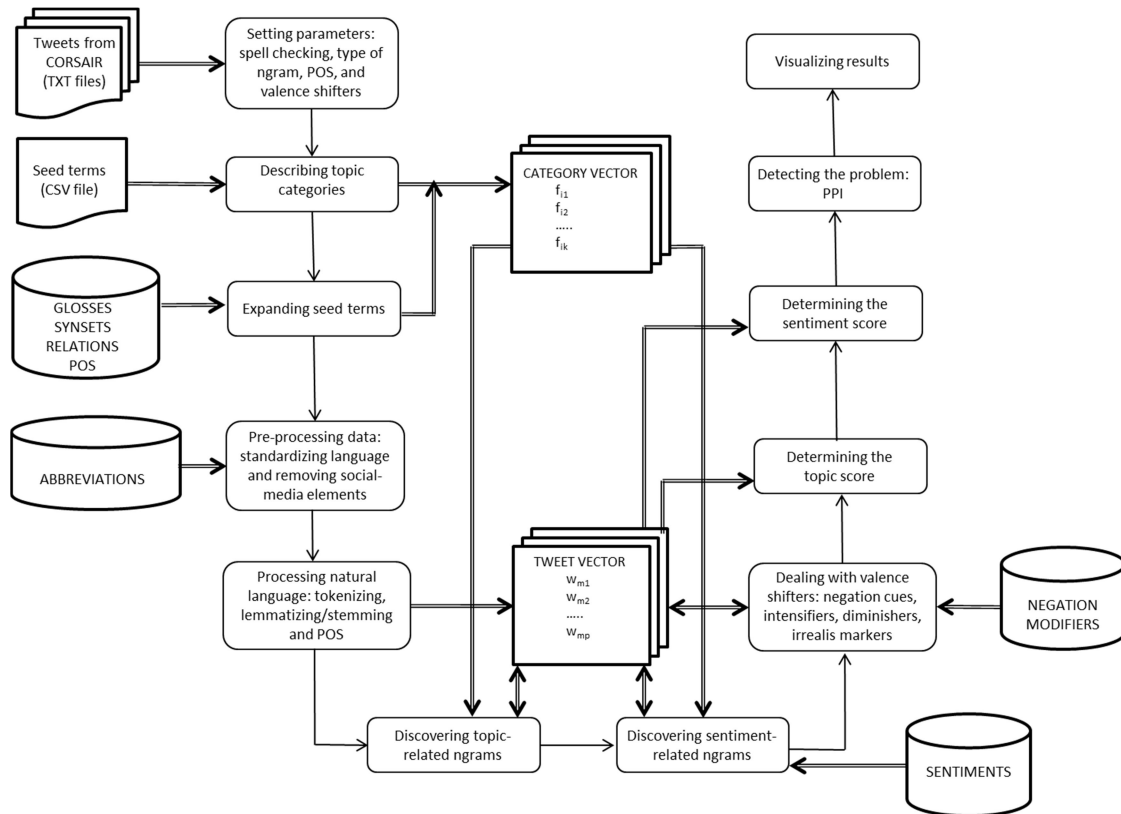 Tweets from
CORSAIR
(TXT files)
Setting parameters:
spell checking, type of
ngram, POS, and
valence shifters
Visualizing results
Seed terms
(CSV file)
Describing topic
categories
CATEGORY VECTOR
fi1
fi2
.....
fik
Detecting the problem:
PPI
GLOSSES
SYNSETS
RELATIONS
POS
Expanding seed terms
Determining the
sentiment score
ABBREVIATIONS
Pre-processing data:
standardizing language
and removing social-
media elements
Determining the
topic score
Processing natural
language: tokenizing,
lemmatizing/stemming
and POS
TWEET VECTOR
wm1
wm2
.....
wmp
Dealing with valence
shifters: negation cues,
intensifiers, diminishers,
irrealis markers
NEGATION
MODIFIERS
Discovering topic-
related ngrams
Discovering sentiment-
related ngrams
SENTIMENTS